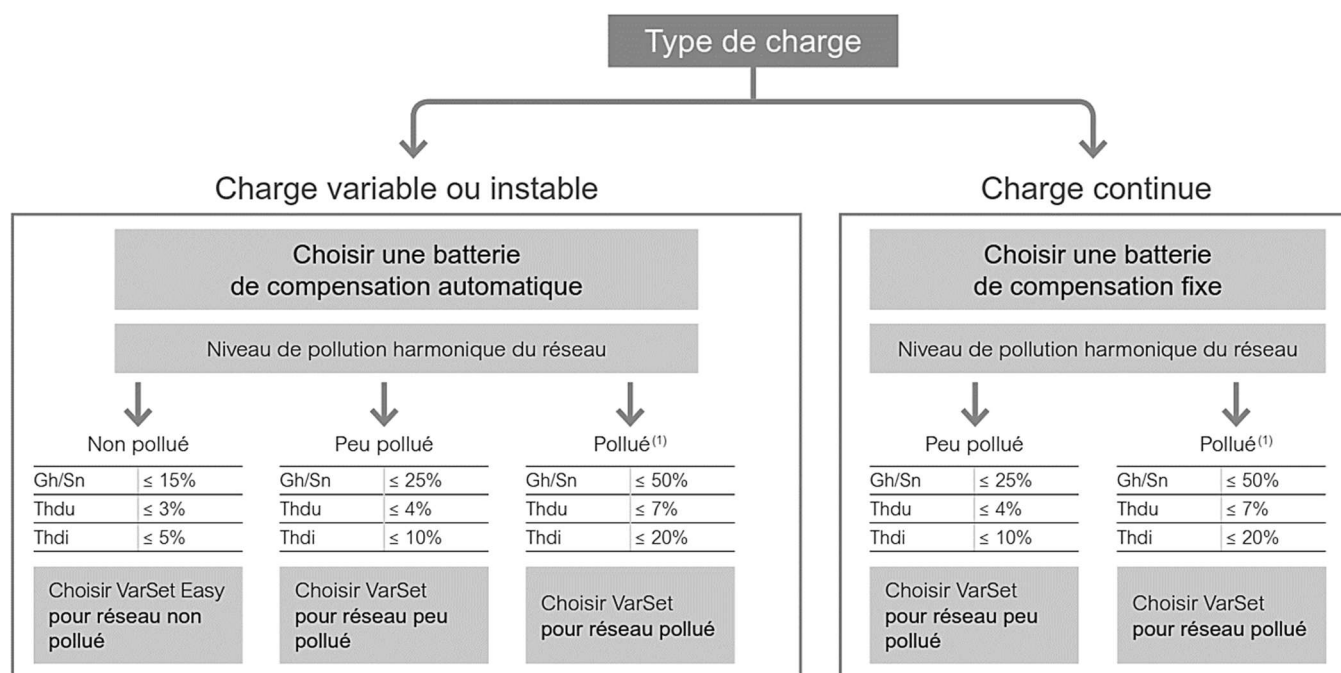 Type de charge
Charge variable ou instable
Choisir une batterie
de compensation automatique
Niveau de pollution harmonique du réseau
Non pollué
Gh/Sn ≤ 15%
Thdu ≤ 3%
Thdi ≤ 5%
Choisir VarSet Easy
pour réseau non
pollué
Peu pollué
Gh/Sn ≤ 25%
Thdu ≤ 4%
Thdi ≤ 10%
Choisir VarSet
pour réseau peu
pollué
Pollué(1)
Gh/Sn ≤ 50%
Thdu ≤ 7%
Thdi ≤ 20%
Choisir VarSet
pour réseau pollué
Charge continue
Choisir une batterie
de compensation fixe
Niveau de pollution harmonique du réseau
Peu pollué
Gh/Sn ≤ 25%
Thdu ≤ 4%
Thdi ≤ 10%
Choisir VarSet
pour réseau peu
pollué
Pollué(1)
Gh/Sn ≤ 50%
Thdu ≤ 7%
Thdi ≤ 20%
Choisir VarSet
pour réseau pollué